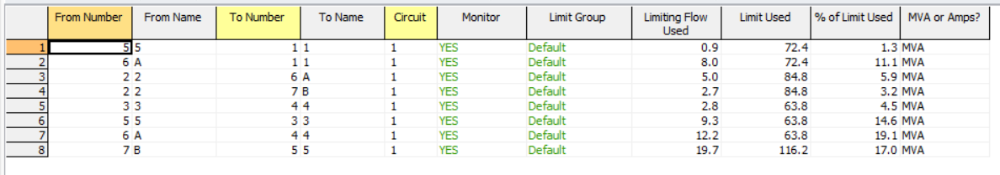 From Number From Name To Number To Name Circuit Monitor Limit Group Limiting Flow Used Limit Used % of Limit Used MVA or Amps?
1 5 5 1 1 1 YES Default 0.9 72.4 1.3 MVA
2 6 A 1 1 1 YES Default 8.0 72.4 11.1 MVA
3 2 2 6 A 1 YES Default 5.0 84.8 5.9 MVA
4 2 2 7 B 1 YES Default 2.7 84.8 3.2 MVA
5 3 3 4 4 1 YES Default 2.8 63.8 4.5 MVA
6 5 5 3 3 1 YES Default 9.3 63.8 14.6 MVA
7 6 A 4 4 1 YES Default 12.2 63.8 19.1 MVA
8 7 B 5 5 1 YES Default 19.7 116.2 17.0 MVA